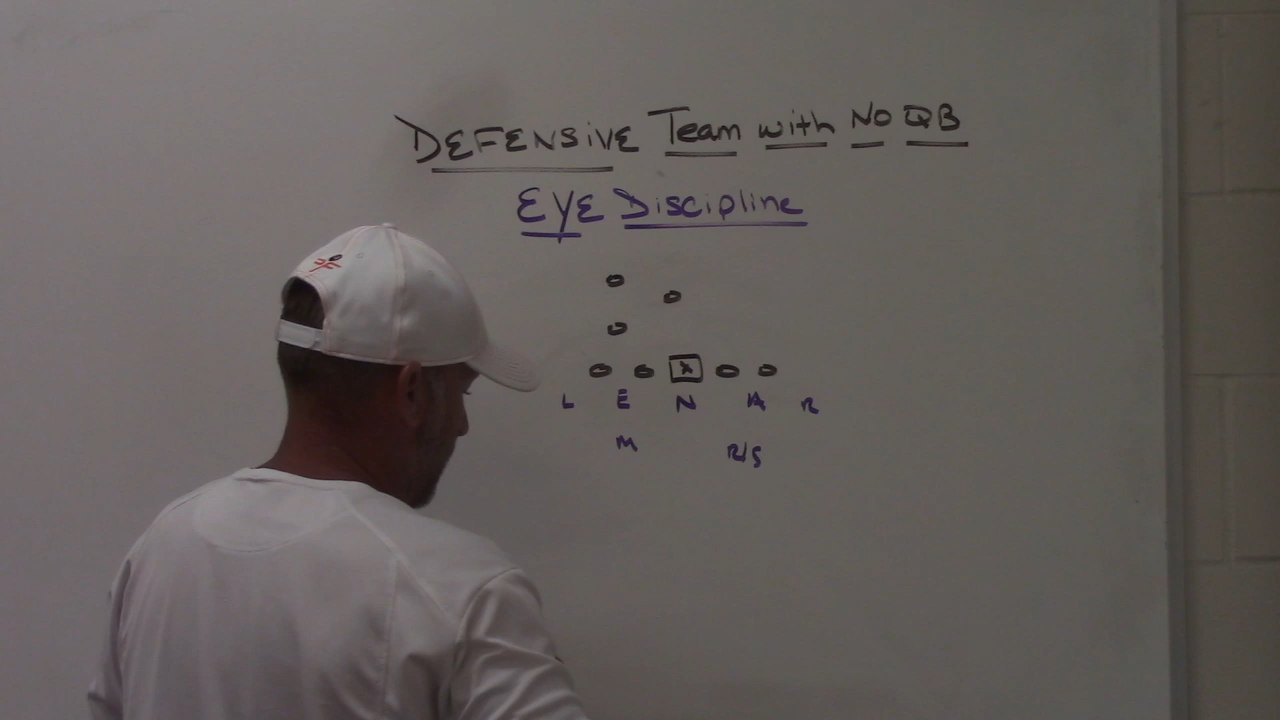 DEFENSIVE Team with NO QB
EYE Discipline
X
L E N A R
M R/S